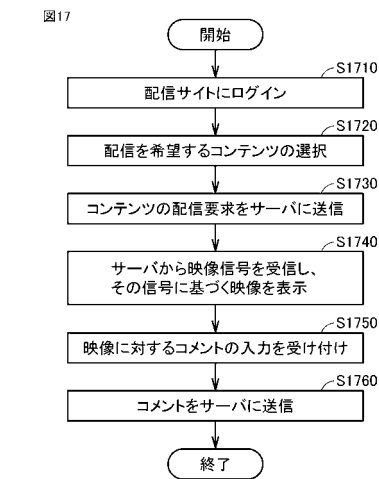 図17
開始
S1710
配信サイトにログイン
S1720
配信を希望するコンテンツの選択
S1730
コンテンツの配信要求をサーバに送信
S1740
サーバから映像信号を受信し、
その信号に基づく映像を表示
S1750
映像に対するコメントの入力を受け付け
S1760
コメントをサーバに送信
終了